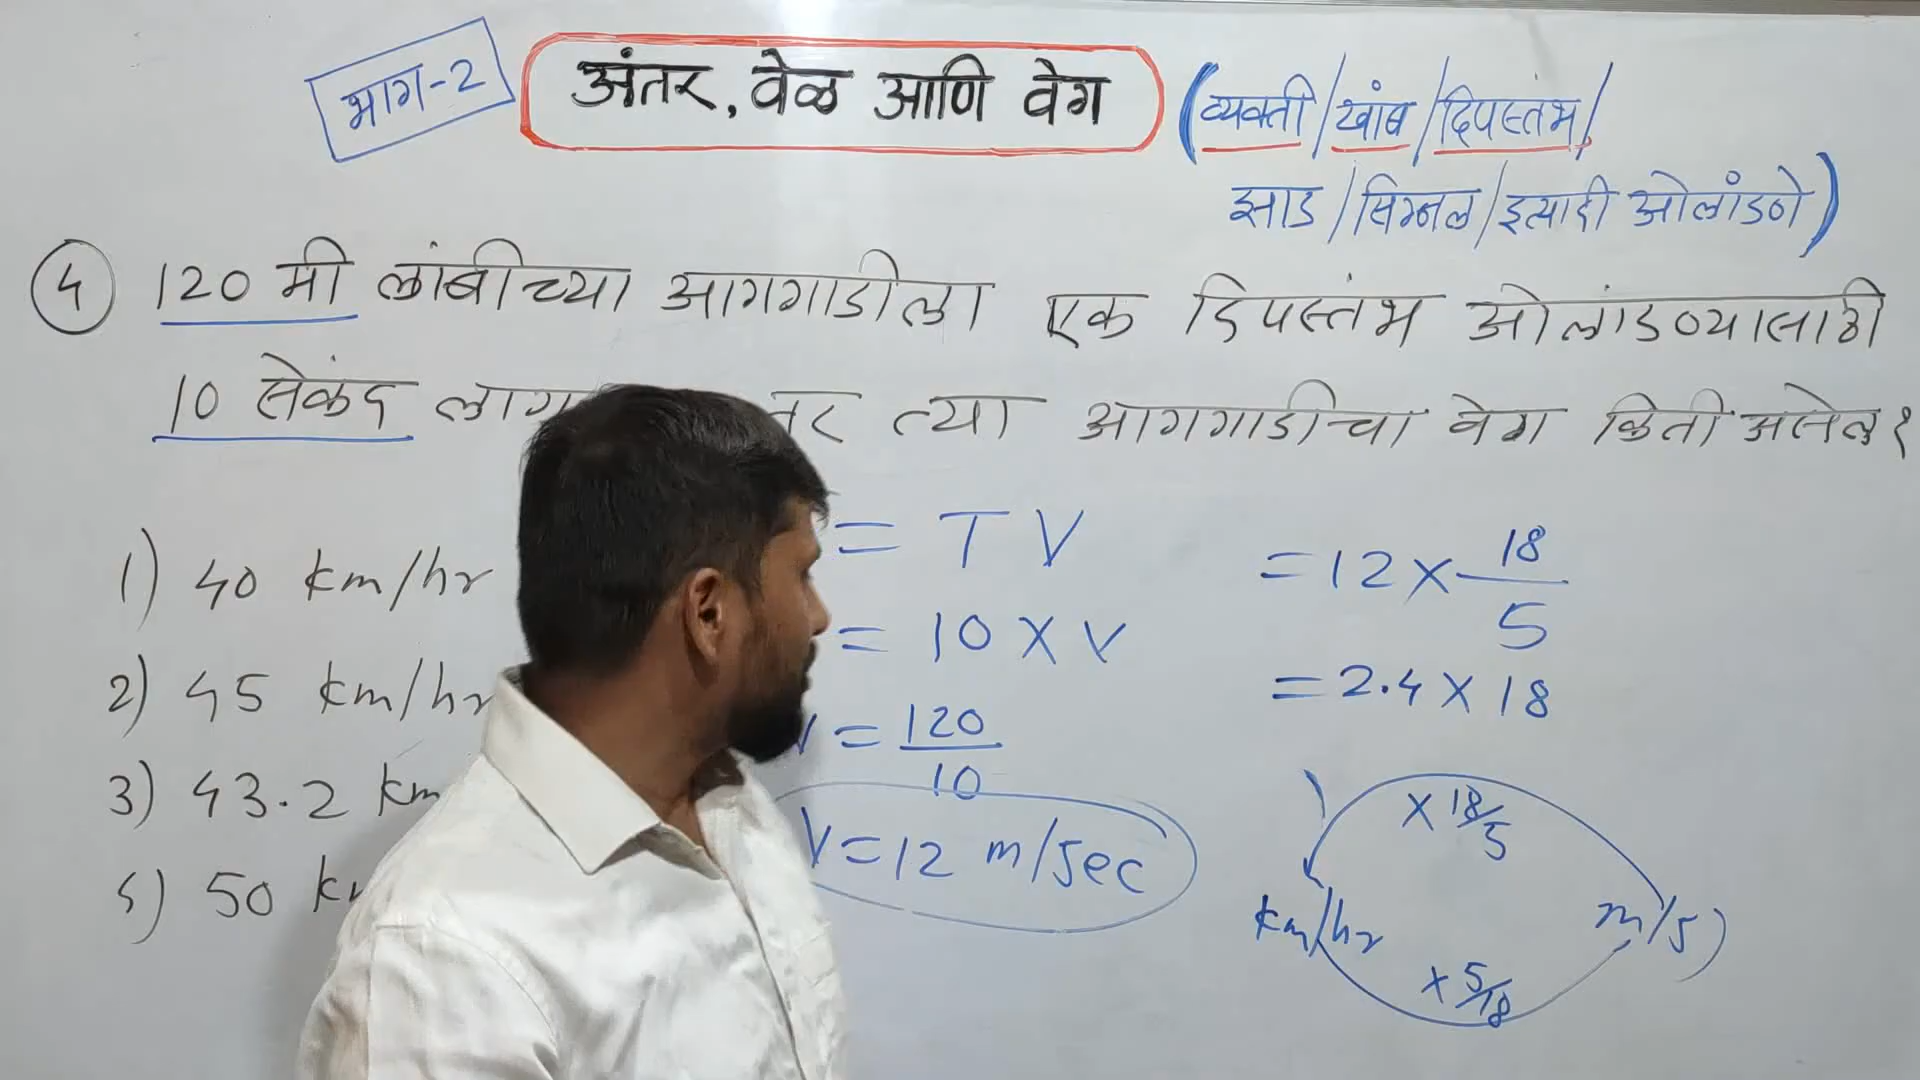 भाग-2
अंतर, वेळ आणि वेग
(व्यक्ती/खांब/दिपस्तंभ/
झाड/सिग्नल/इत्यादी ओलांडणे)
५ 120 मी लांबीच्या आगगाडीला एक दिपस्तंभ ओलांडण्यासाठी
10 सेकंद त्या आगगाडीचा वेग किती असेल?
1) 40 km/hr
2) 45 km/hr
3) 43.2 km
4) 50
= T V
= 10 X V
V = 120/10
V = 12 m/sec
= 12 X 18/5
= 2.4 X 18
X 18/5
km/hr
m/s
X 5/18